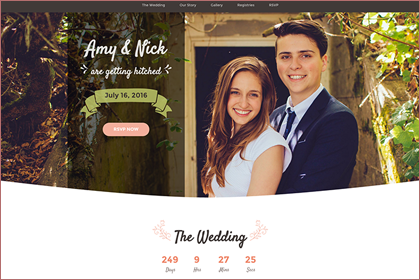 The Wedding Our Story Gallery Registries RSVP
Amy & Nick
are getting hitched
July 16, 2016
RSVP NOW
The Wedding
249 9 27 25
Days Hrs Mins Secs